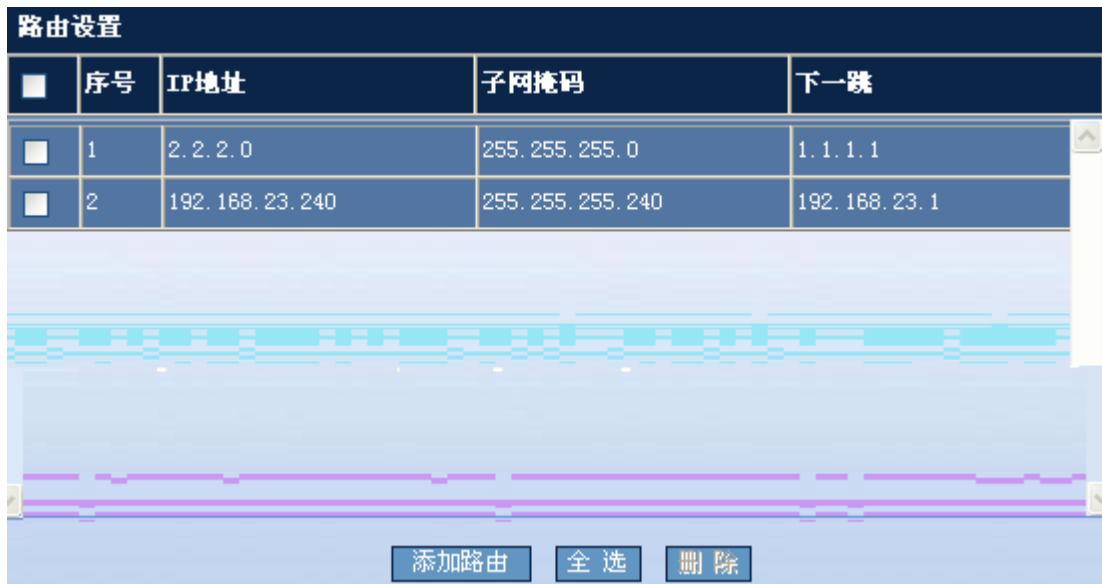 路由设置
序号 IP地址 子网掩码 下一跳
1 2.2.2.0 255.255.255.0 1.1.1.1
2 192.168.23.240 255.255.255.240 192.168.23.1
添加路由 全 选 删 除